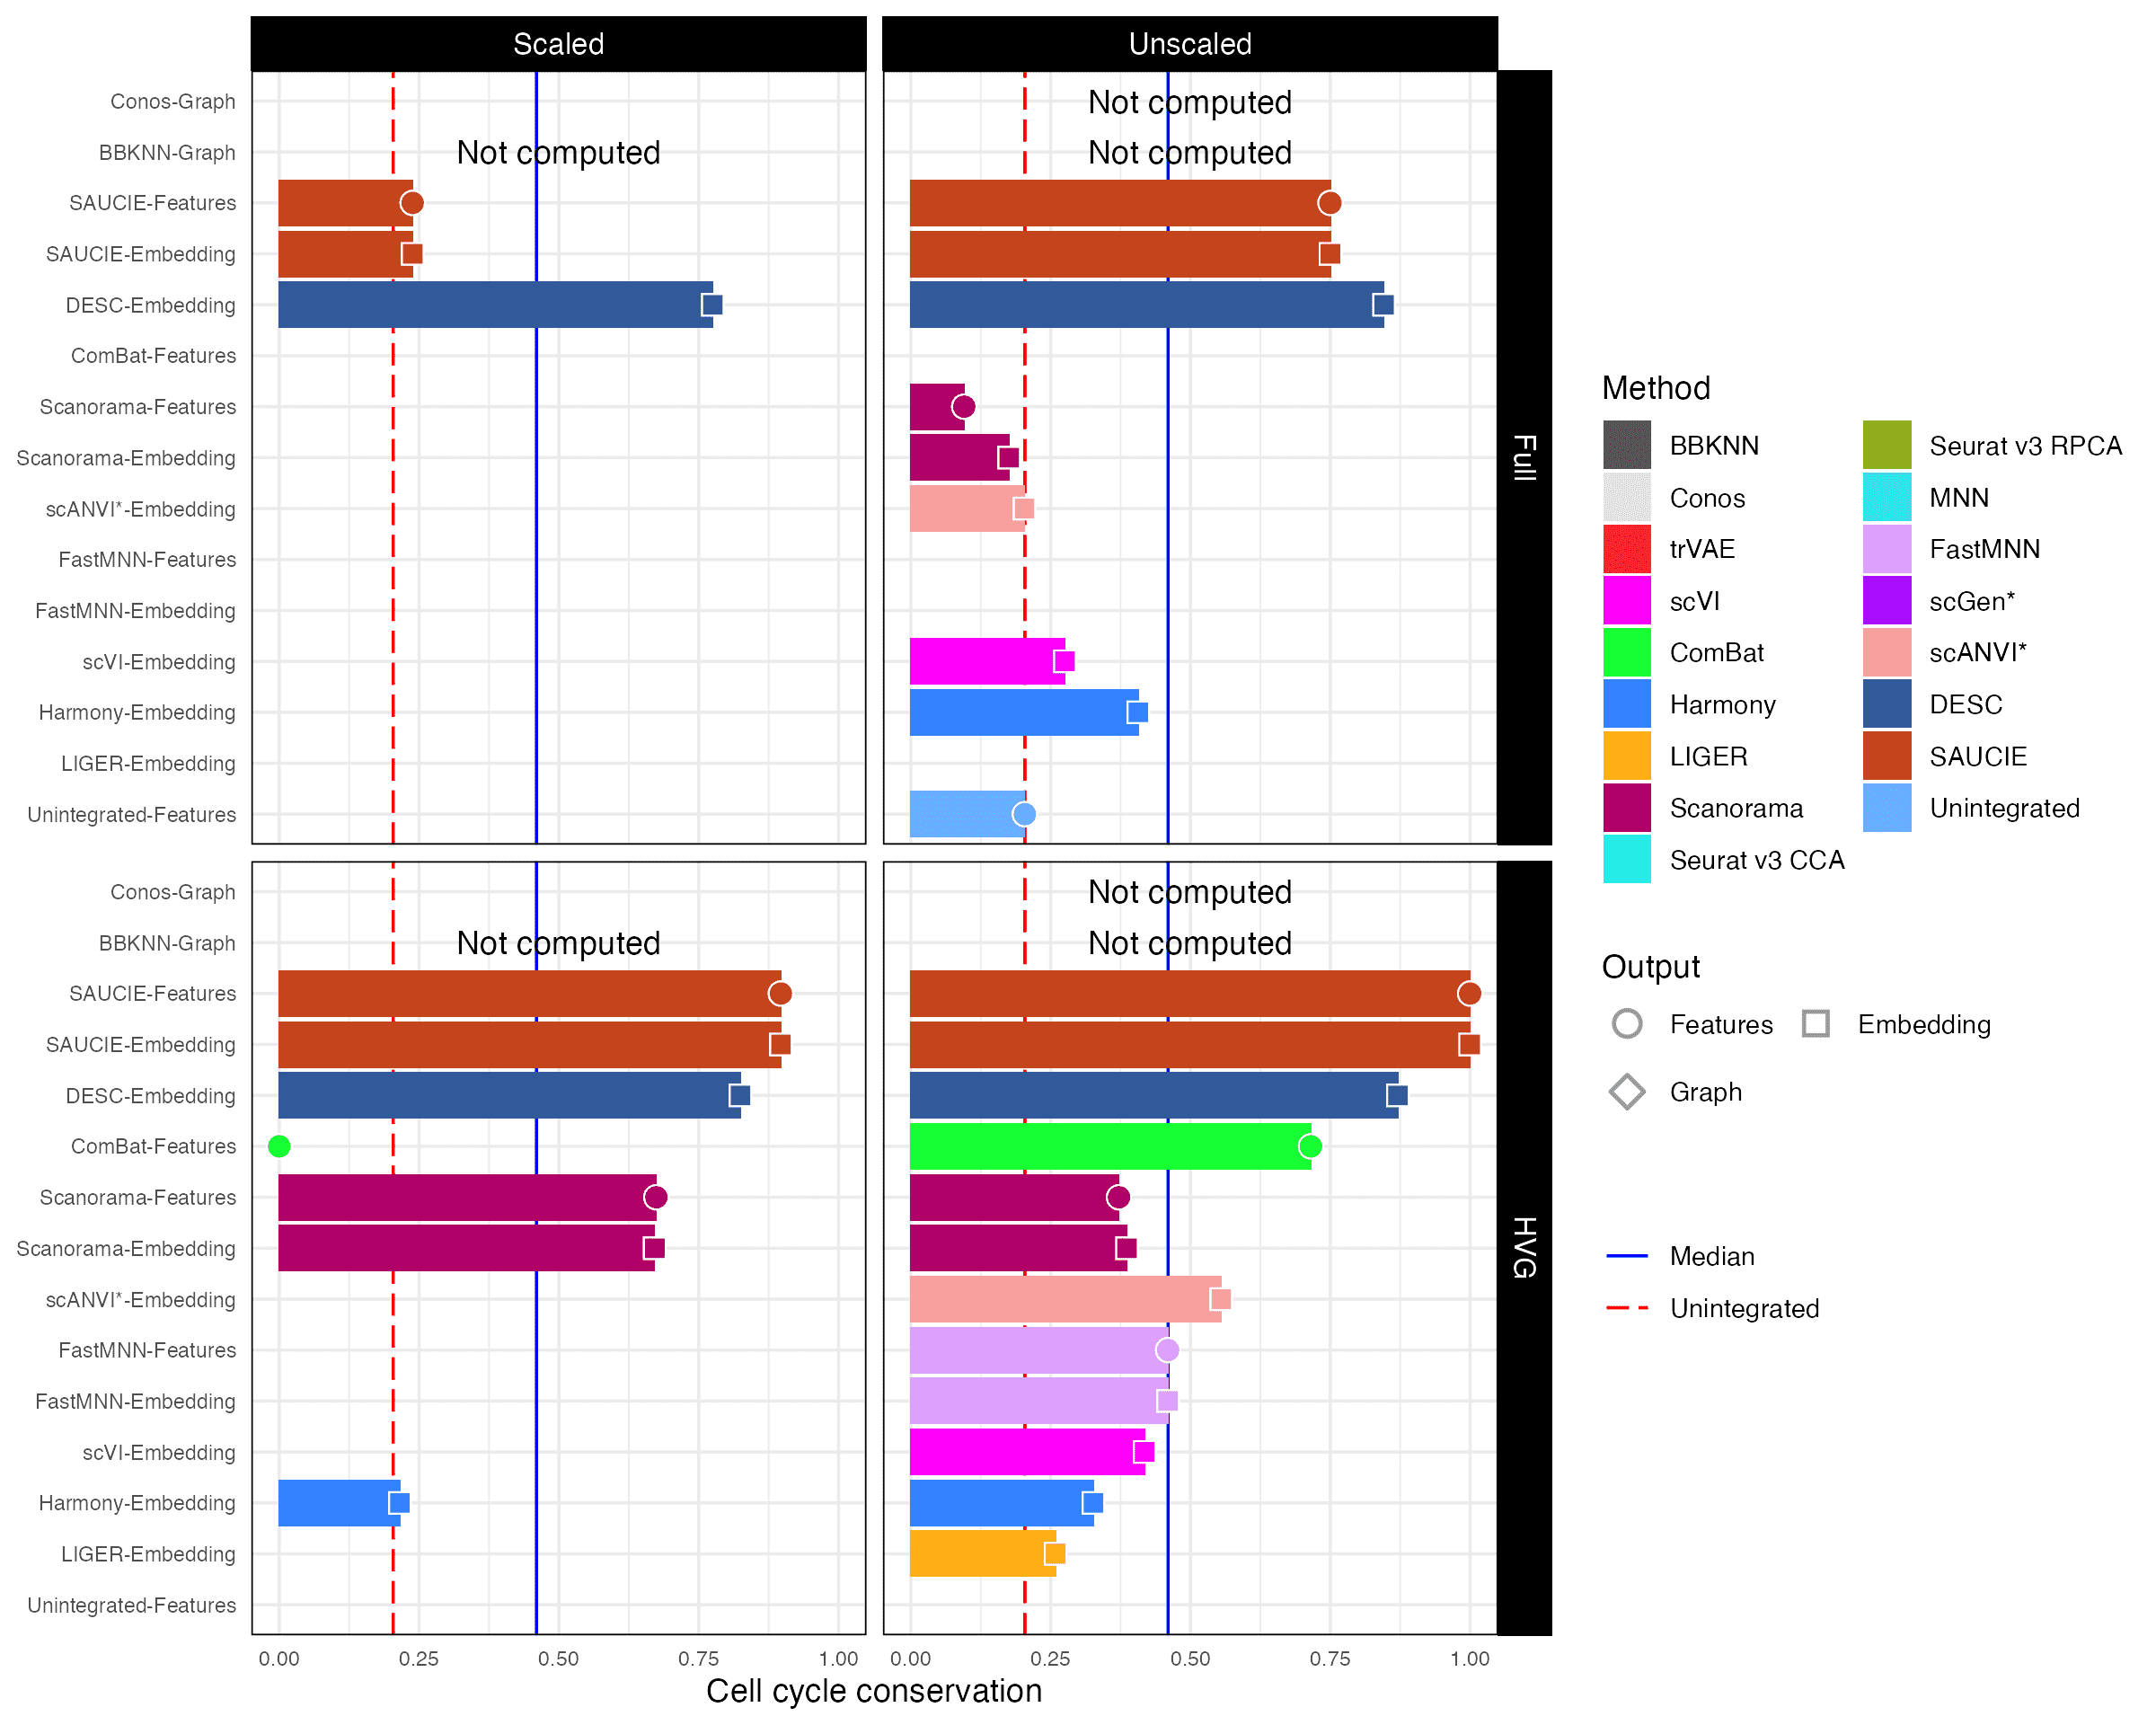 Scaled
Unscaled
Full
Conos-Graph
Not computed
BBKNN-Graph
Not computed
Not computed
SAUCIE-Features
SAUCIE-Embedding
DESC-Embedding
ComBat-Features
Scanorama-Features
Scanorama-Embedding
scANVI*-Embedding
FastMNN-Features
FastMNN-Embedding
scVI-Embedding
Harmony-Embedding
LIGER-Embedding
Unintegrated-Features
HVG
Conos-Graph
Not computed
BBKNN-Graph
Not computed
Not computed
SAUCIE-Features
SAUCIE-Embedding
DESC-Embedding
ComBat-Features
Scanorama-Features
Scanorama-Embedding
scANVI*-Embedding
FastMNN-Features
FastMNN-Embedding
scVI-Embedding
Harmony-Embedding
LIGER-Embedding
Unintegrated-Features
0.00 0.25 0.50 0.75 1.00
0.00 0.25 0.50 0.75 1.00
Cell cycle conservation
Method
BBKNN
Conos
trVAE
scVI
ComBat
Harmony
LIGER
Scanorama
Seurat v3 CCA
Seurat v3 RPCA
MNN
FastMNN
scGen*
scANVI*
DESC
SAUCIE
Unintegrated
Output
Features
Embedding
Graph
Median
Unintegrated